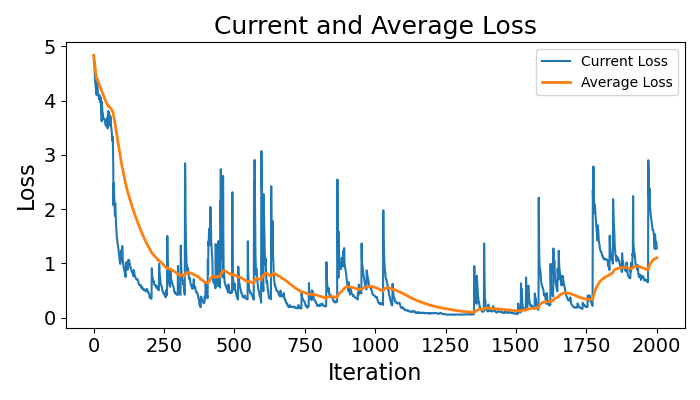 Current and Average Loss
Current Loss
Average Loss
Loss
5
4
3
2
1
0
0 250 500 750 1000 1250 1500 1750 2000
Iteration